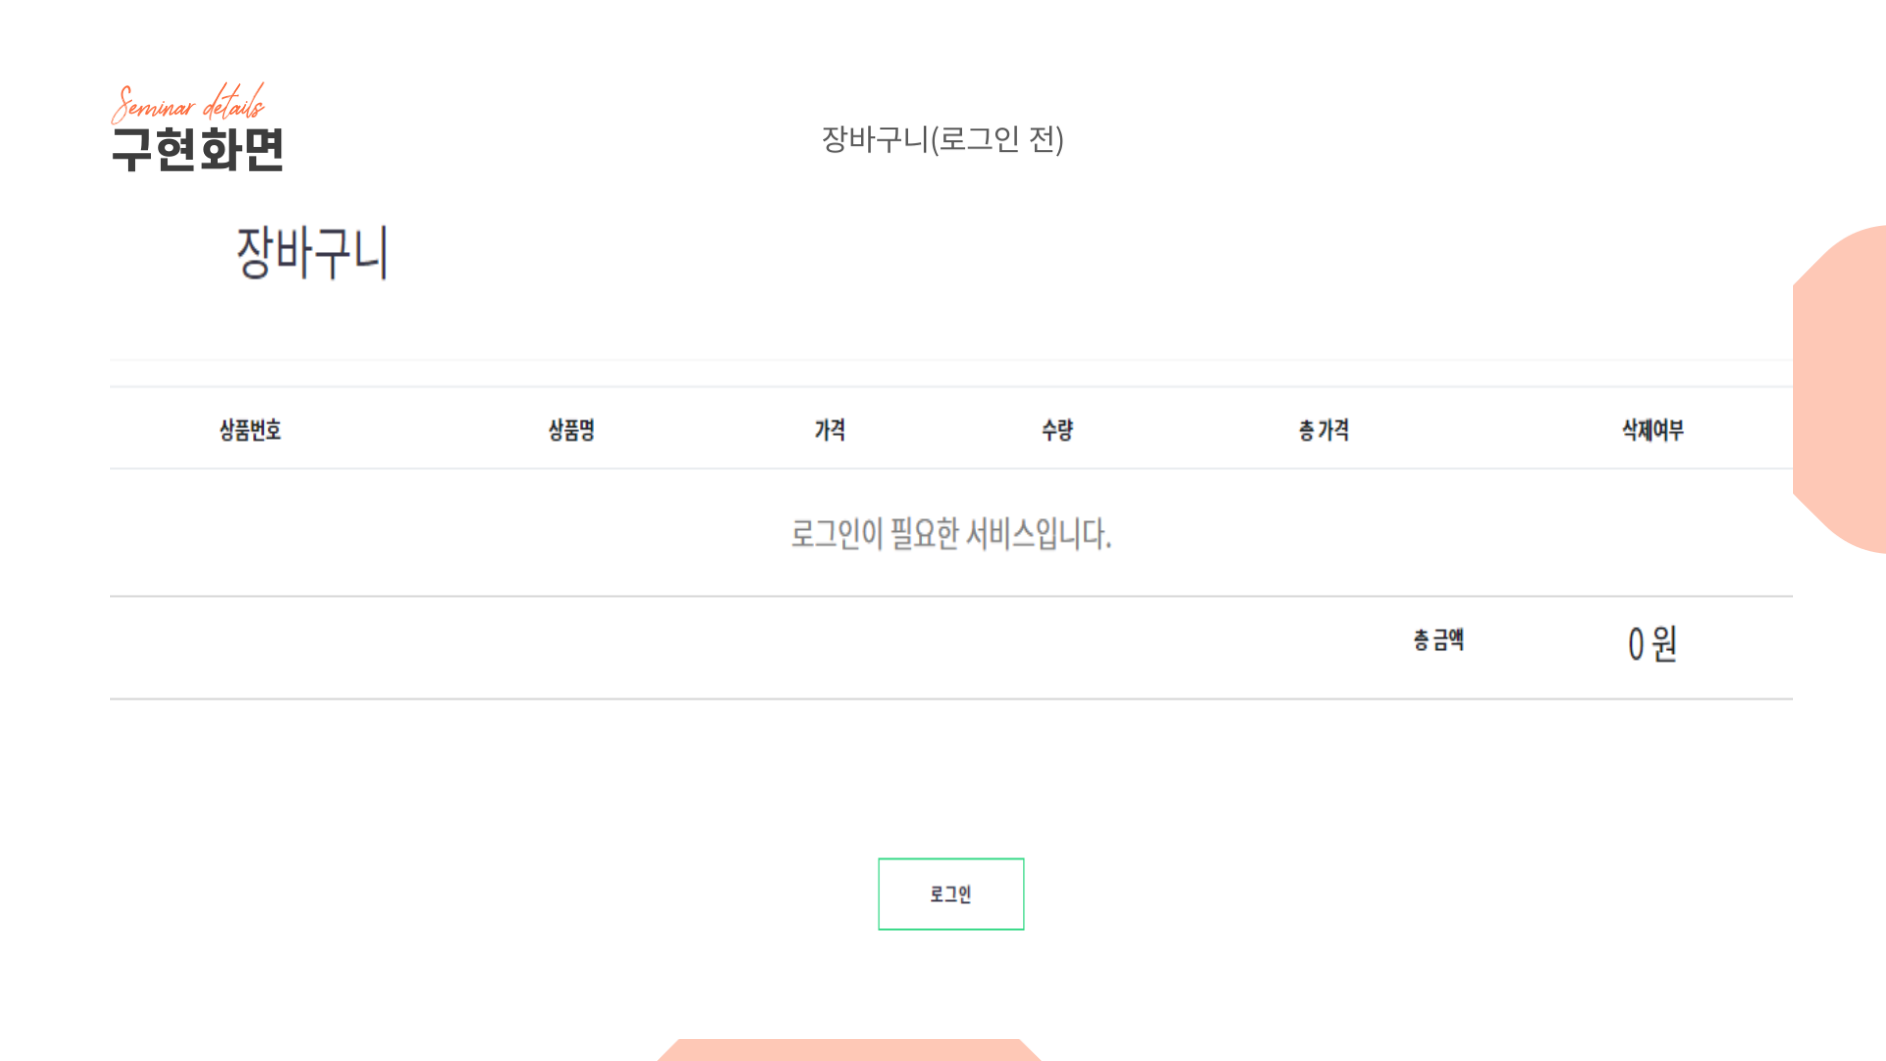 Seminar details
구현화면
장바구니(로그인 전)
장바구니
상품번호 상품명 가격 수량 총 가격 삭제여부
로그인이 필요한 서비스입니다.
총 금액 0 원
로그인